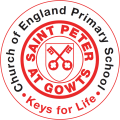 Church of England Primary School
SAINT PETER
AT GOWTS
• Keys for Life •